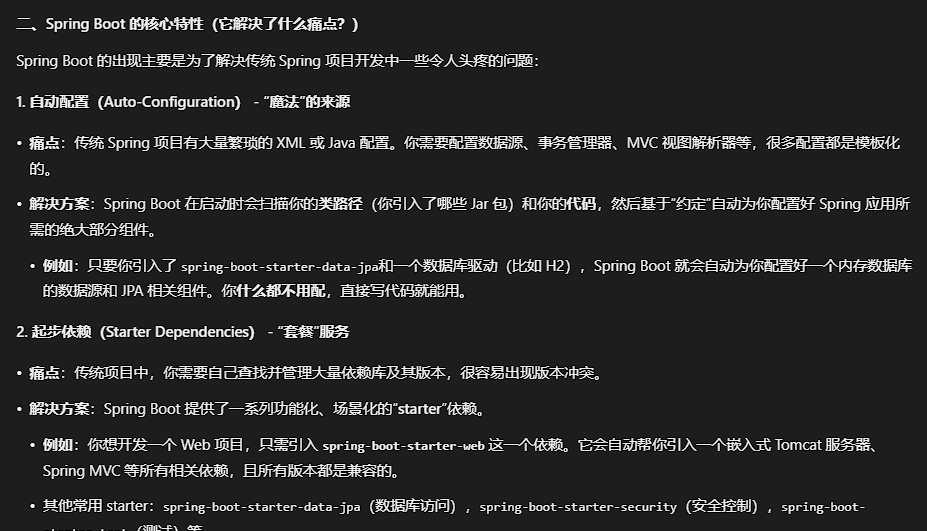 二、Spring Boot 的核心特性（它解决了什么痛点？）
Spring Boot 的出现主要是为了解决传统 Spring 项目开发中一些令人头疼的问题：
1. 自动配置（Auto-Configuration） - “魔法”的来源
• 痛点：传统 Spring 项目有大量繁琐的 XML 或 Java 配置。你需要配置数据源、事务管理器、MVC 视图解析器等，很多配置都是模板化
的。
• 解决方案：Spring Boot 在启动时会扫描你的类路径（你引入了哪些 Jar 包）和你的代码，然后基于“约定”自动为你配置好 Spring 应用所
需的绝大部分组件。
• 例如：只要你引入了 spring-boot-starter-data-jpa和一个数据库驱动（比如 H2），Spring Boot 就会自动为你配置好一个内存数据库
的数据源和 JPA 相关组件。你什么都不用配，直接写代码就能用。
2. 起步依赖（Starter Dependencies） - “套餐”服务
• 痛点：传统项目中，你需要自己查找并管理大量依赖库及其版本，很容易出现版本冲突。
• 解决方案：Spring Boot 提供了一系列功能化、场景化的“starter”依赖。
• 例如：你想开发一个 Web 项目，只需引入 spring-boot-starter-web 这一个依赖。它会自动帮你引入一个嵌入式 Tomcat 服务器、
Spring MVC 等所有相关依赖，且所有版本都是兼容的。
• 其他常用 starter：spring-boot-starter-data-jpa（数据库访问）, spring-boot-starter-security（安全控制）, spring-boot-
（测试）等